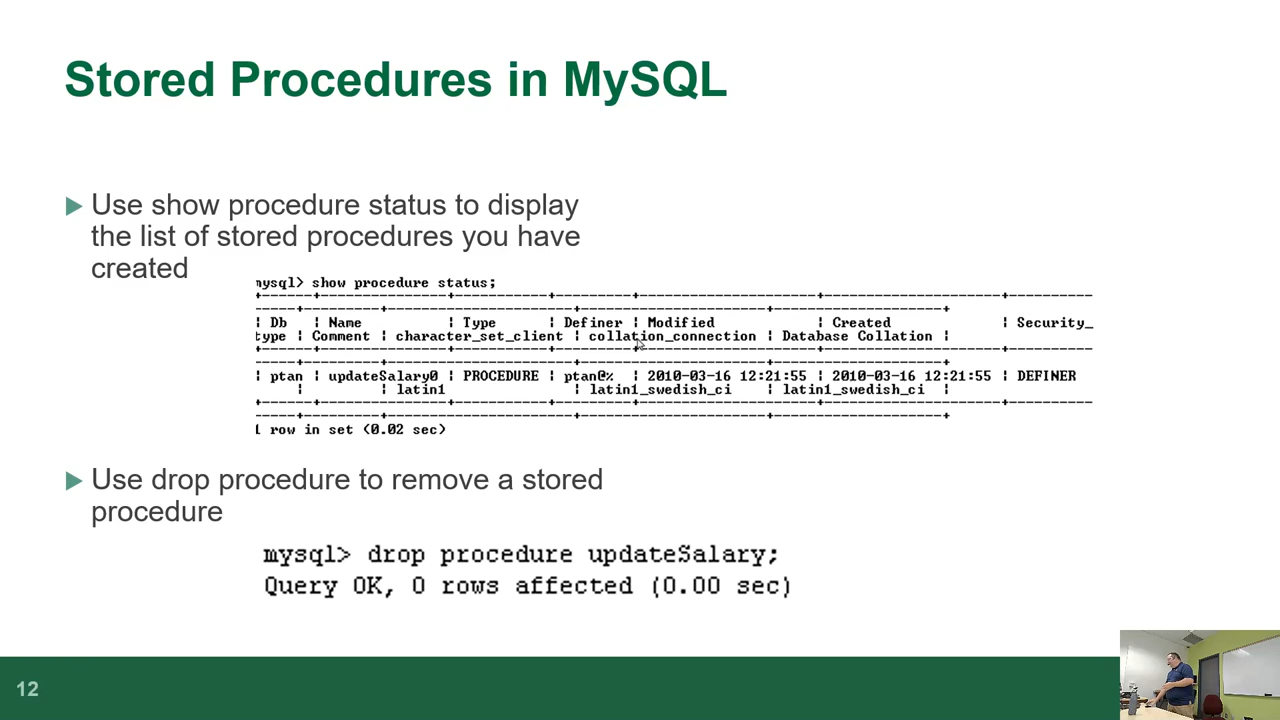 Stored Procedures in MySQL
Use show procedure status to display
the list of stored procedures you have
created
mysql> show procedure status;
+------+---------------+----------+--------+-------------------+-------------------+---------
----+---------+----------------------+----------------------+--------------------+
| Db | Name | Type | Definer | Modified | Created | Security_
type | Comment | character_set_client | collation_connection | Database Collation |
+------+---------------+----------+--------+-------------------+-------------------+---------
----+---------+----------------------+----------------------+--------------------+
| ptan | updateSalary0 | PROCEDURE | ptan@% | 2010-03-16 12:21:55 | 2010-03-16 12:21:55 | DEFINER
| | latin1 | latin1_swedish_ci | latin1_swedish_ci |
+------+---------------+----------+--------+-------------------+-------------------+---------
----+---------+----------------------+----------------------+--------------------+
1 row in set (0.02 sec)
Use drop procedure to remove a stored
procedure
mysql> drop procedure updateSalary;
Query OK, 0 rows affected (0.00 sec)
12